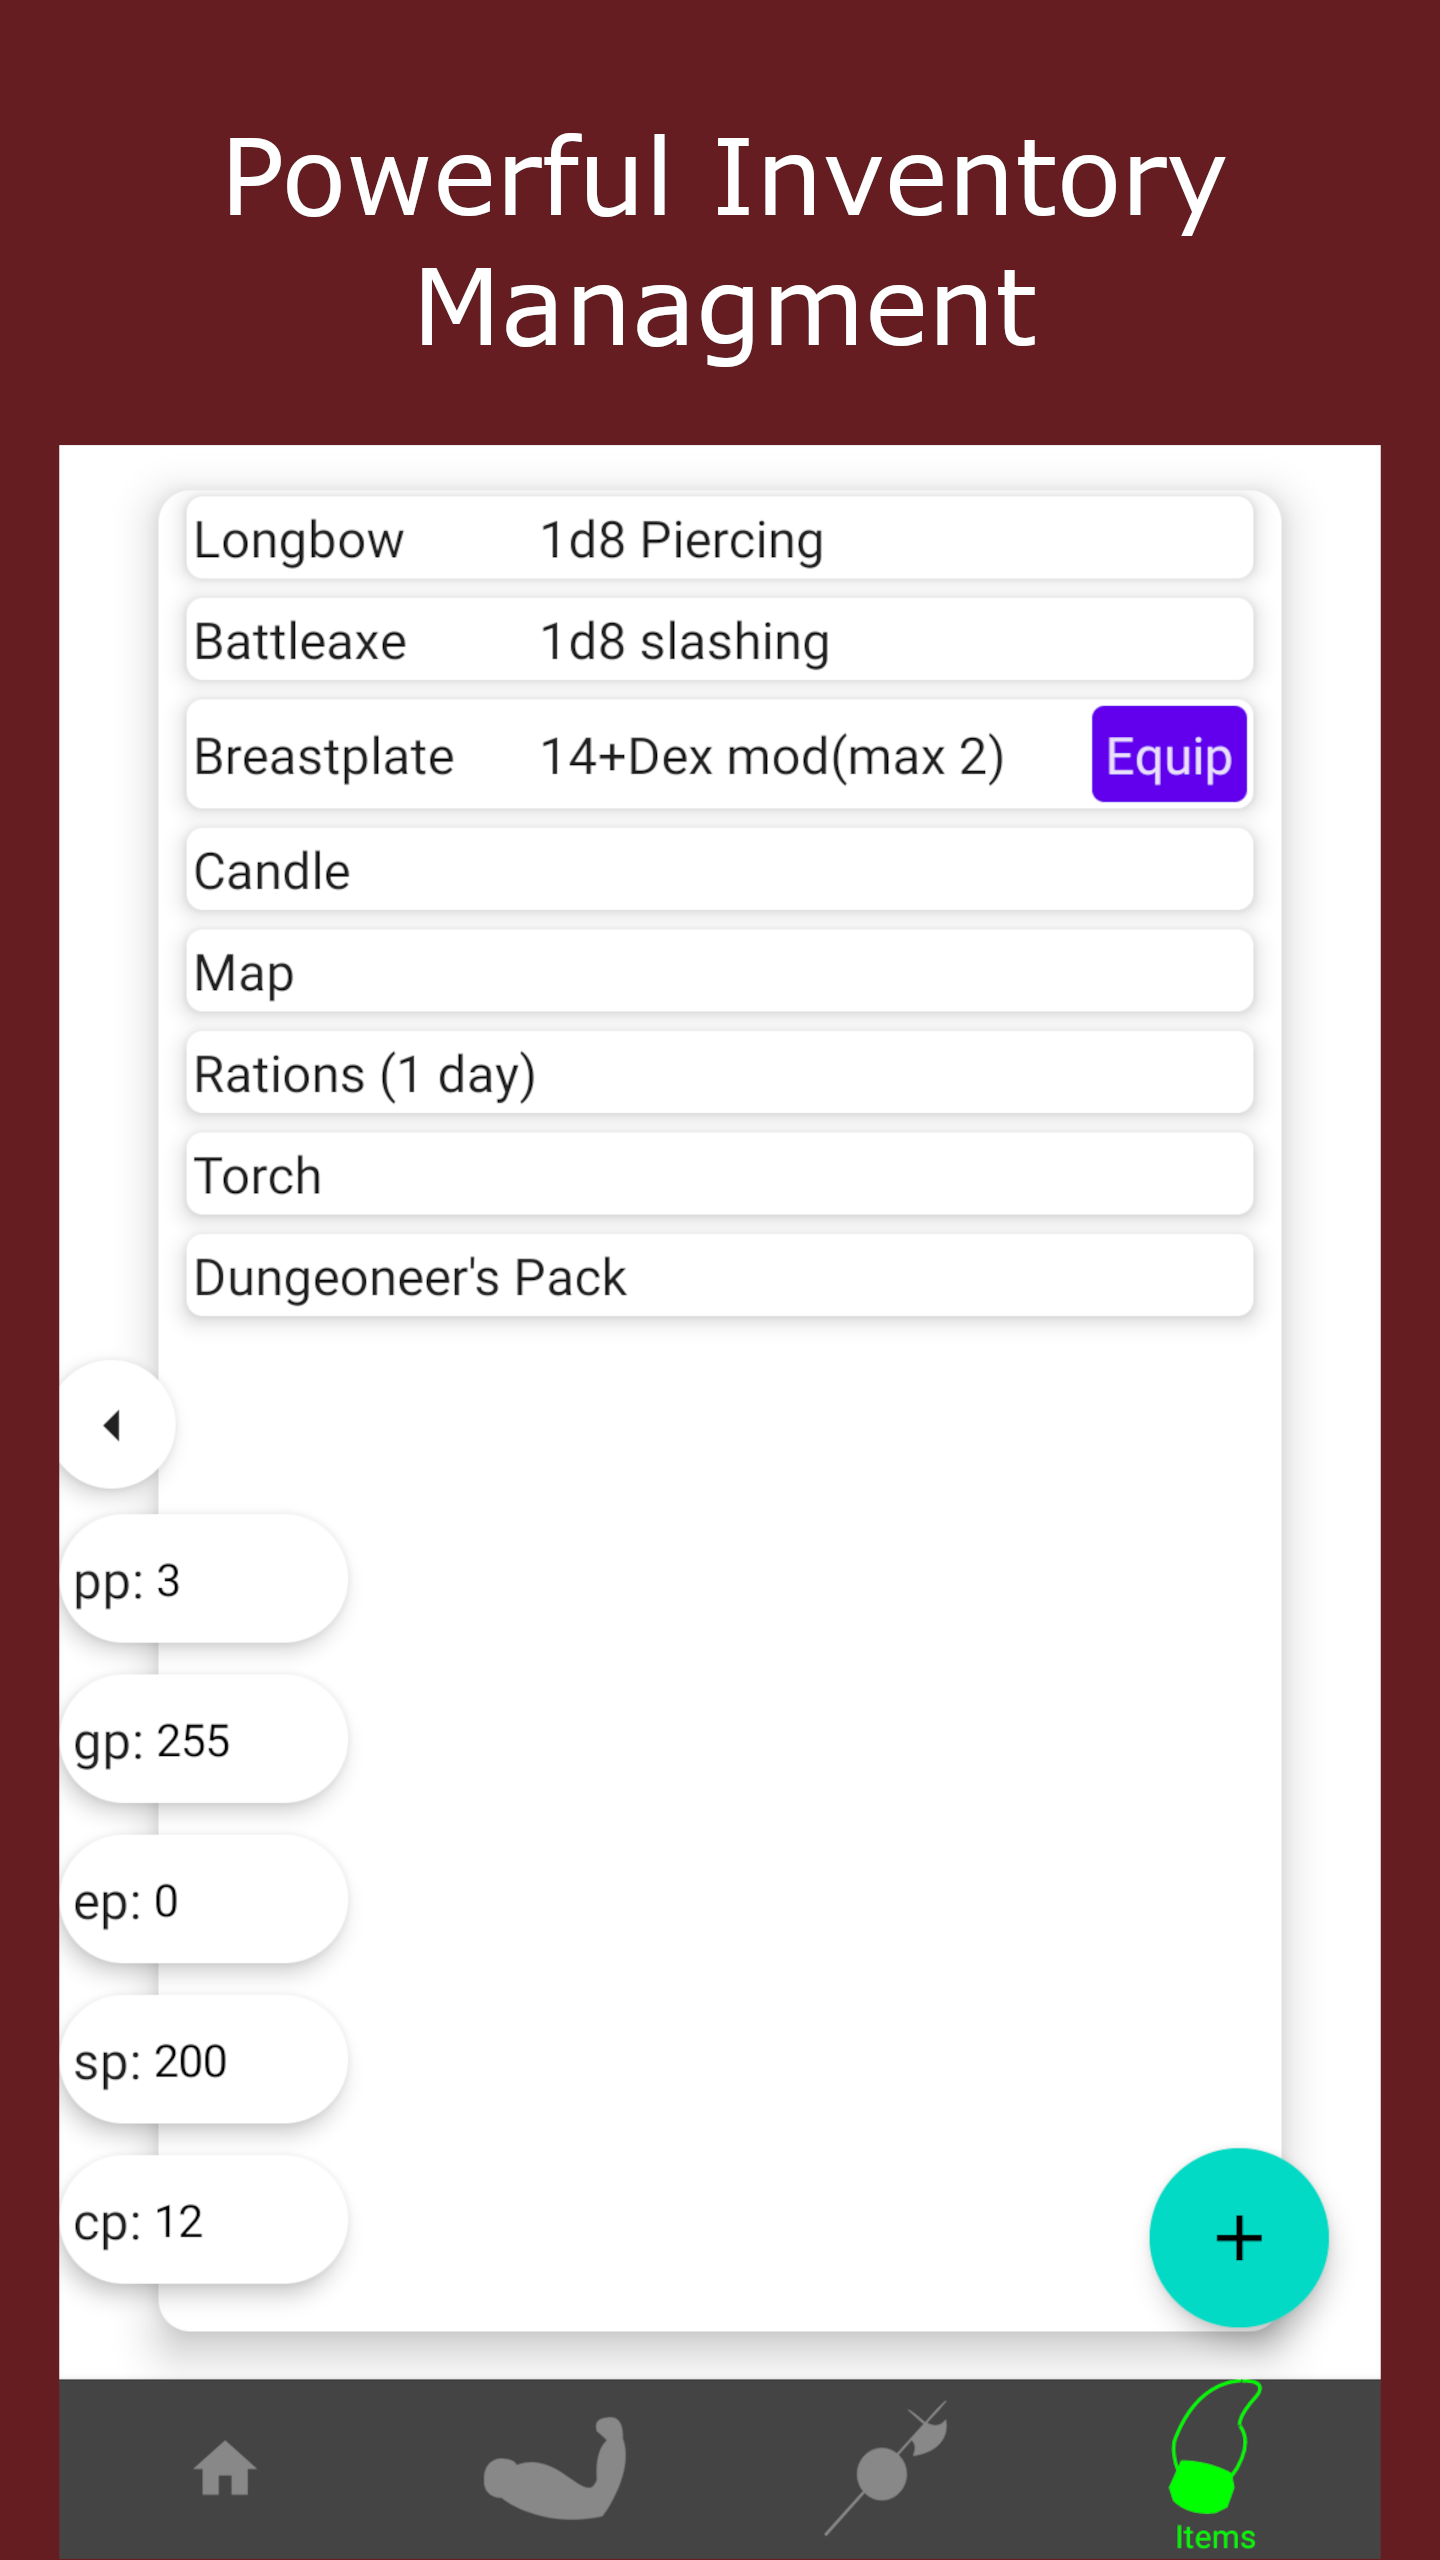 Powerful Inventory
Managment
Longbow 1d8 Piercing
Battleaxe 1d8 slashing
Breastplate 14+Dex mod(max 2) Equip
Candle
Map
Rations (1 day)
Torch
Dungeoneer's Pack
pp: 3
gp: 255
ep: 0
sp: 200
cp: 12
Items